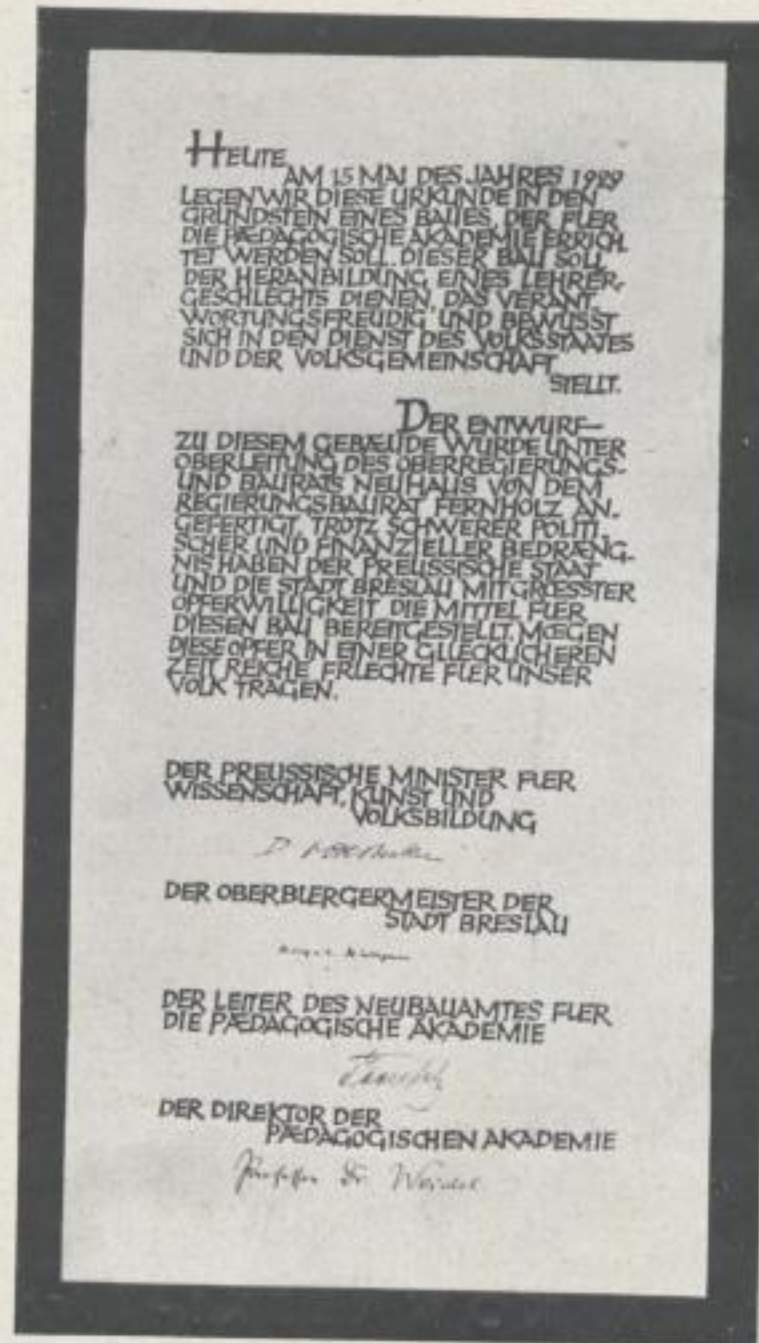 HEUTE
AM 15 MAI DES JAHRES 1929
LEGEN WIR DIESE URKUNDE IN DEN
GRUNDSTEIN EINES BAUES, DER FUER
DIE PÆDAGOGISCHE AKADEMIE ERRICH
TET WERDEN SOLL. DIESER BAU SOLL
DER HERANBILDUNG EINES LEHRER-
GESCHLECHTS DIENEN, DAS VERANT
WORTUNGSFREUDIG UND BEWUSST
SICH IN DEN DIENST DES VOLKSSTAATES
UND DER VOLKSGEMEINSCHAFT
STELLT.
DER ENTWURF
ZU DIESEM GEBÆUDE WURDE UNTER
OBERLEITUNG DES OBERREGIERUNGS-
UND BAURATS NEUHAUS VON DEM
REGIERUNGSBAURAT FERNHOLZ AN-
GEFERTIGT. TROTZ SCHWERER POLITI
SCHER UND FINANZIELLER BEDRÆNG-
NIS HABEN DER PREUSSISCHE STAAT
UND DIE STADT BRESLAU MIT GROESSTER
OPFERWILLIGKEIT DIE MITTEL FUER
DIESEN BAU BEREITGESTELLT. MOEGEN
DIESE OPFER IN EINER GLUECKLICHEREN
ZEIT REICHE FRUECHTE FUER UNSER
VOLK TRAGEN.
DER PREUSSISCHE MINISTER FUER
WISSENSCHAFT, KUNST UND
VOLKSBILDUNG
DER OBERBUERGERMEISTER DER
STADT BRESLAU
DER LEITER DES NEUBAUAMTES FUER
DIE PÆDAGOGISCHE AKADEMIE
DER DIREKTOR DER
PÆDAGOGISCHEN AKADEMIE
Professor Dr.